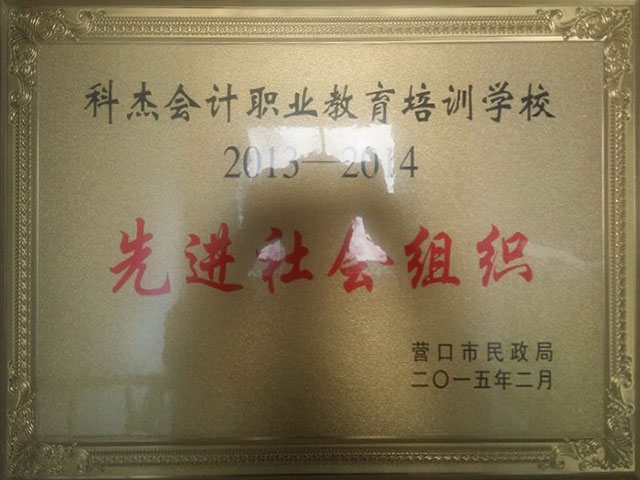 科杰会计职业教育培训学校
2013—2014
先进社会组织
营口市民政局
二〇一五年二月